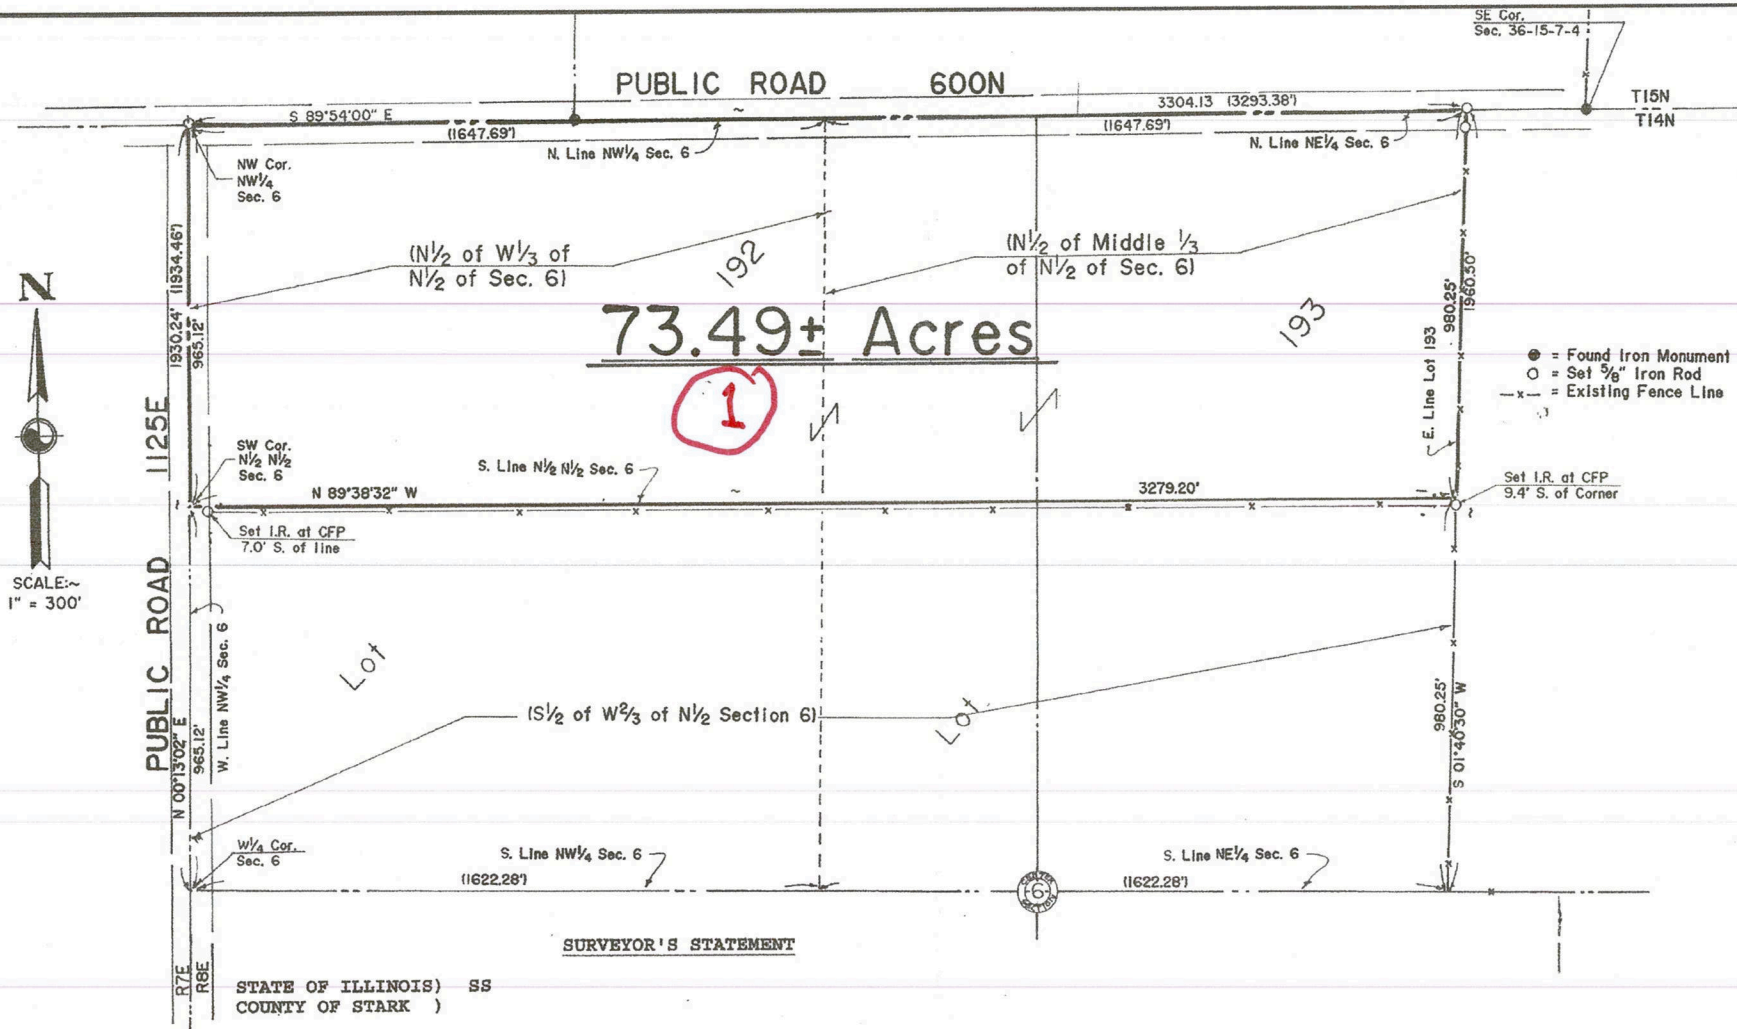 SE Cor.
Sec. 36-15-7-4
PUBLIC ROAD 600N
3304.13 (3293.38')
T15N
T14N
S 89°54'00" E
(1647.69')
(1647.69')
N. Line NW¼ Sec. 6
N. Line NE¼ Sec. 6
NW Cor.
NW¼
Sec. 6
(N½ of W⅓ of
N½ of Sec. 6)
192
(N½ of Middle ⅓
of N½ of Sec. 6)
193
N
1930.24' (1934.46')
965.12'
980.25'
1960.50'
73.49± Acres
1
E. Line Lot 193
● = Found Iron Monument
○ = Set ⅝" Iron Rod
—x— = Existing Fence Line
PUBLIC ROAD 1125E
SW Cor.
N½ N½
Sec. 6
S. Line N½ N½ Sec. 6
N 89°38'32" W
3279.20'
Set I.R. at CFP
9.4' S. of Corner
Set I.R. at CFP
7.0' S. of line
SCALE:~
1" = 300'
Lot
Lot
W. Line NW¼ Sec. 6
N 00°13'02" E
965.12'
(S½ of W⅔ of N½ Section 6)
980.25'
S 01°40'30" W
W¼ Cor.
Sec. 6
S. Line NW¼ Sec. 6
(1622.28')
CENTER
6
SECTION
S. Line NE¼ Sec. 6
(1622.28')
SURVEYOR'S STATEMENT
R7E
R8E
STATE OF ILLINOIS) SS
COUNTY OF STARK )